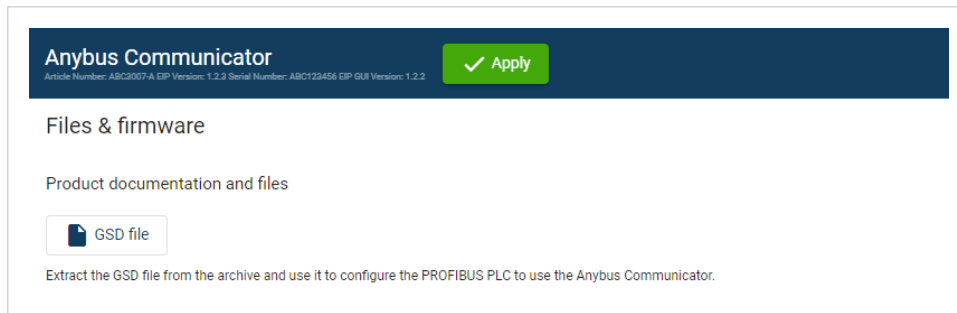 Anybus Communicator
Article Number: ABC3007-A EIP Version: 1.2.3 Serial Number: ABC123456 EIP GUI Version: 1.2.2
Apply
Files & firmware
Product documentation and files
GSD file
Extract the GSD file from the archive and use it to configure the PROFIBUS PLC to use the Anybus Communicator.